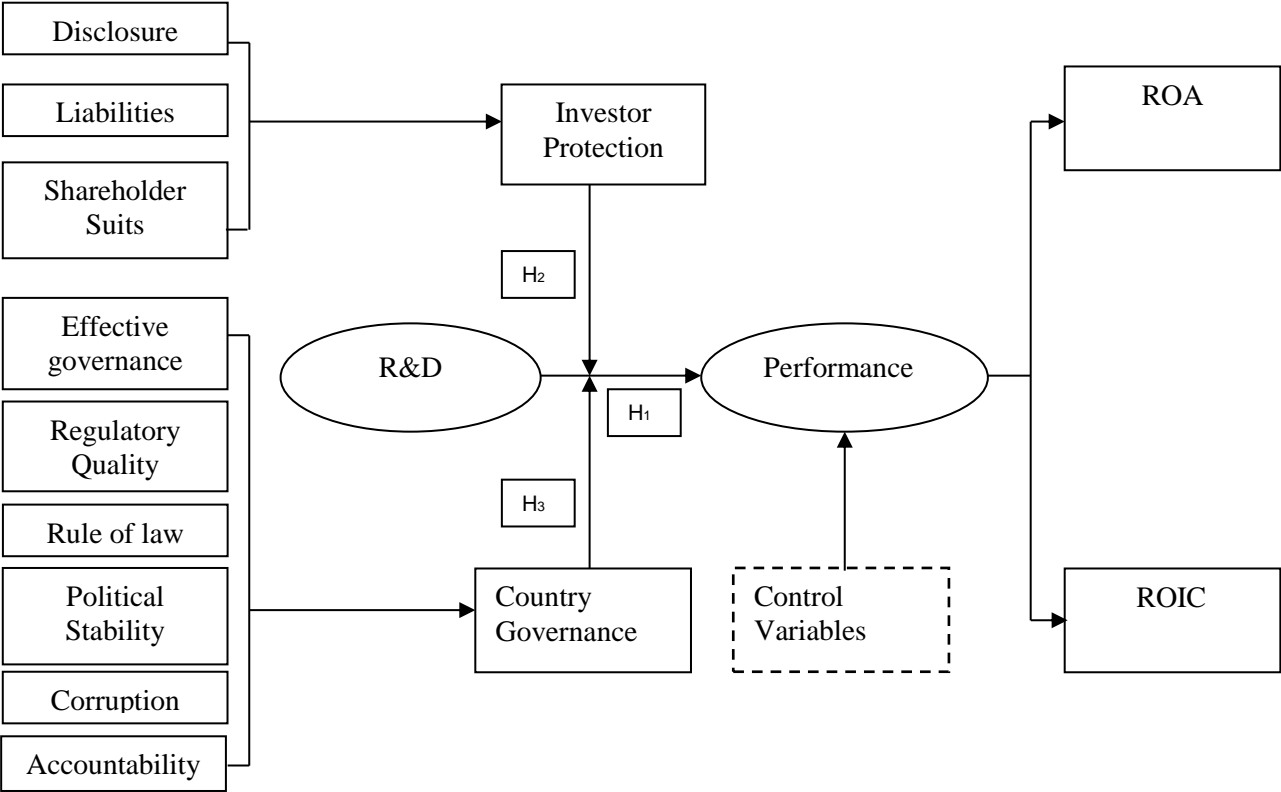 Disclosure
Liabilities
Shareholder
Suits
Investor
Protection
ROA
H2
Effective
governance
R&D
Performance
H1
Regulatory
Quality
H3
Rule of law
Political
Stability
Country
Governance
Control
Variables
ROIC
Corruption
Accountability